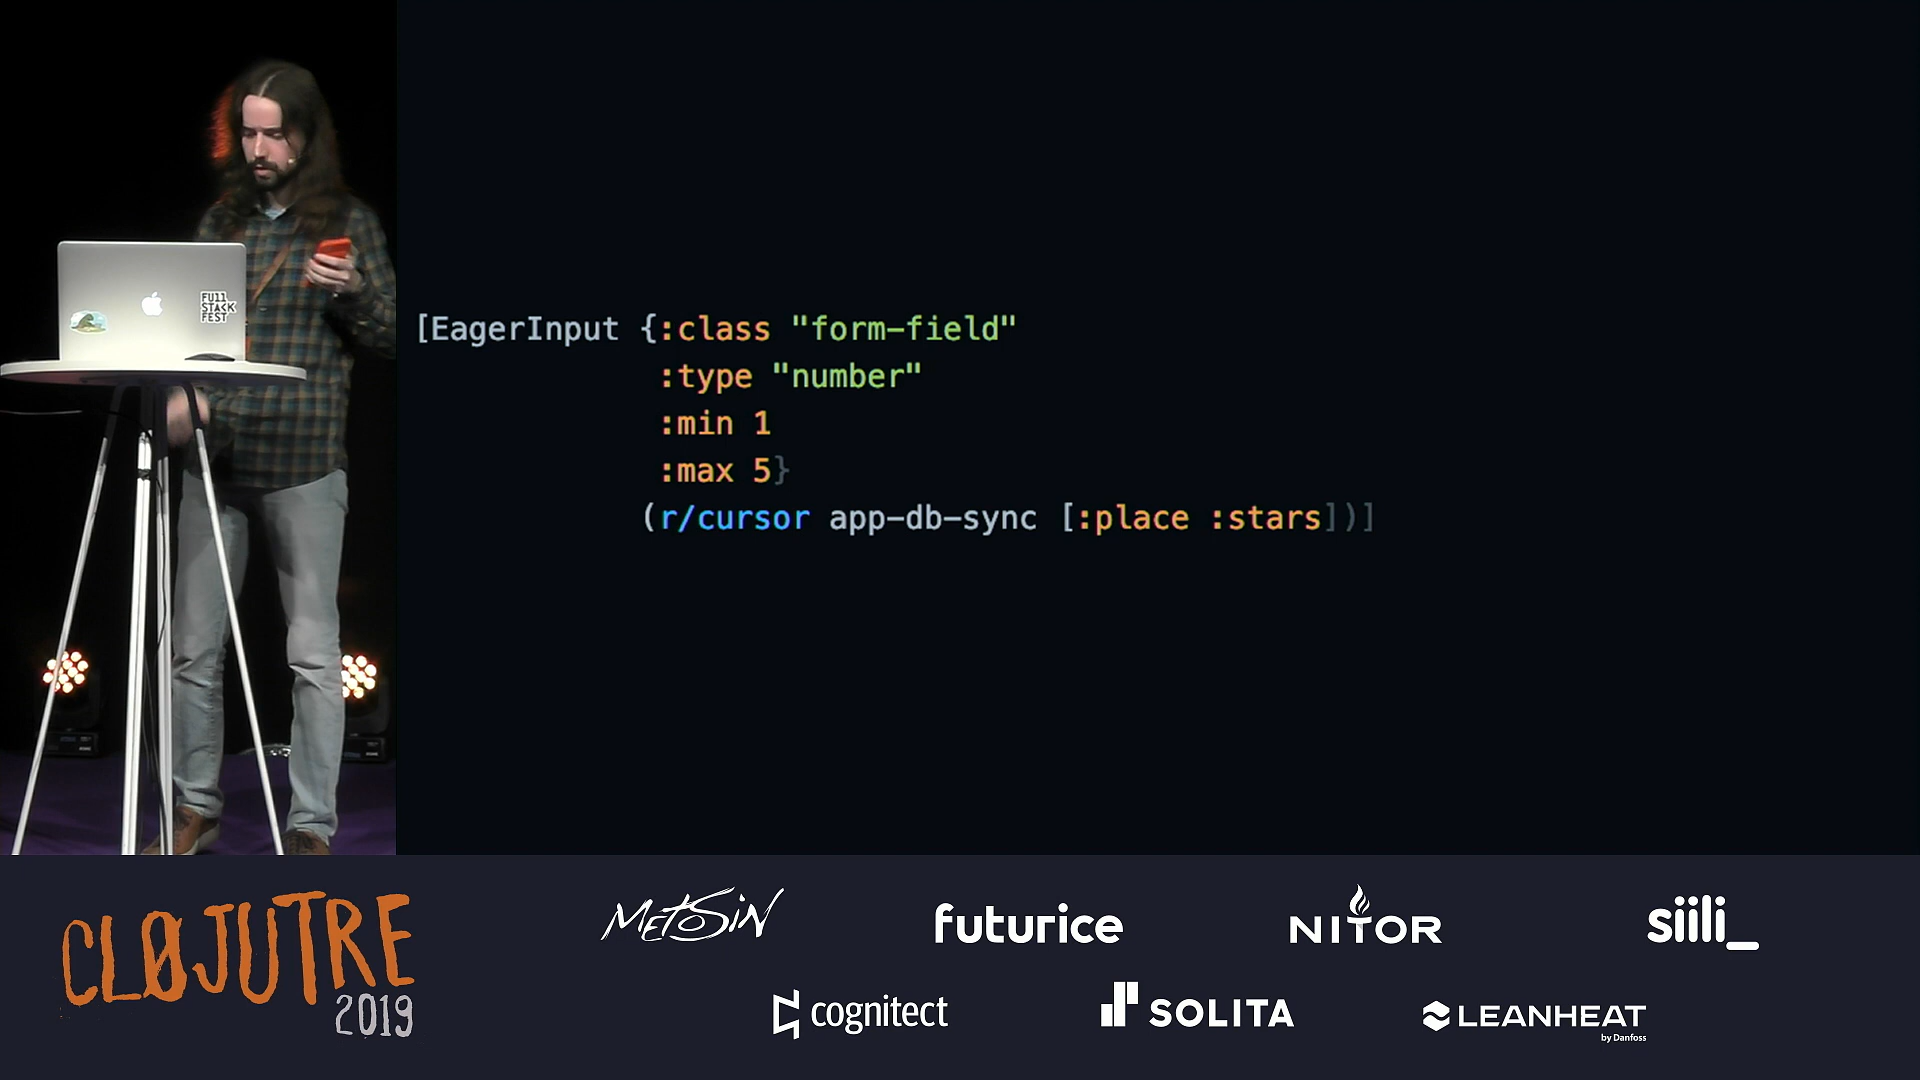 [EagerInput {:class "form-field"
:type "number"
:min 1
:max 5}
(r/cursor app-db-sync [:place :stars])]
FULL
STACK
FEST
CLØJUTRE
2019
METOSIN
futurice
NITOR
siili_
cognitect
SOLITA
LEANHEAT
by Danfoss